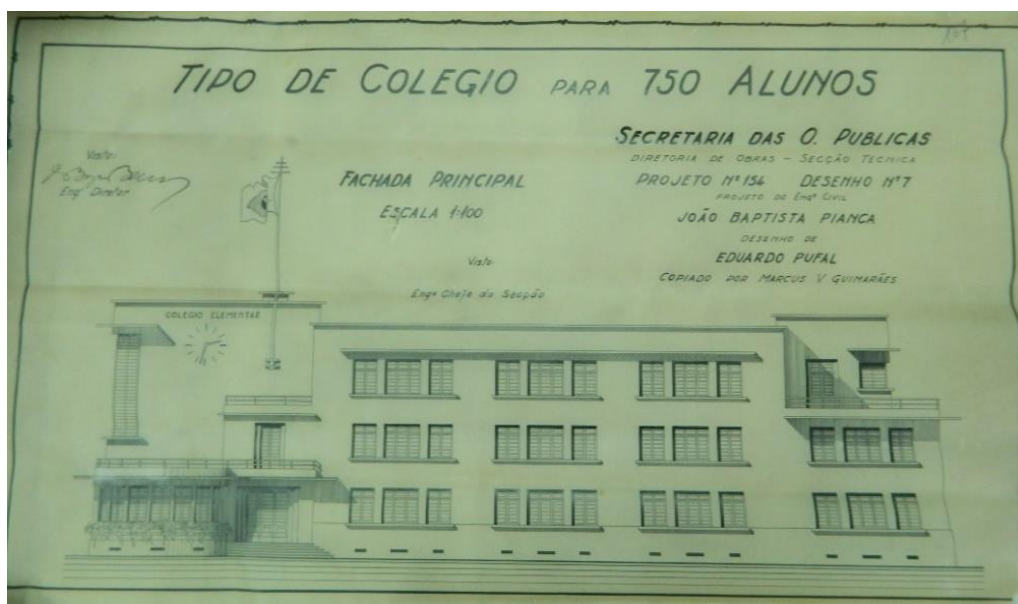 TIPO DE COLEGIO PARA 750 ALUNOS
SECRETARIA DAS O. PUBLICAS
DIRETORIA DE OBRAS – SECÇÃO TECNICA
PROJETO Nº 154 DESENHO Nº 7
PROJETO DO ENGº CIVIL
JOÃO BAPTISTA PIANCA
DESENHO DE
EDUARDO PUFAL
COPIADO POR MARCUS V GUIMARÃES
Visto:
Engº Diretor
FACHADA PRINCIPAL
ESCALA 1:100
Visto
Engº Chefe da Secção
COLEGIO ELEMENTAR